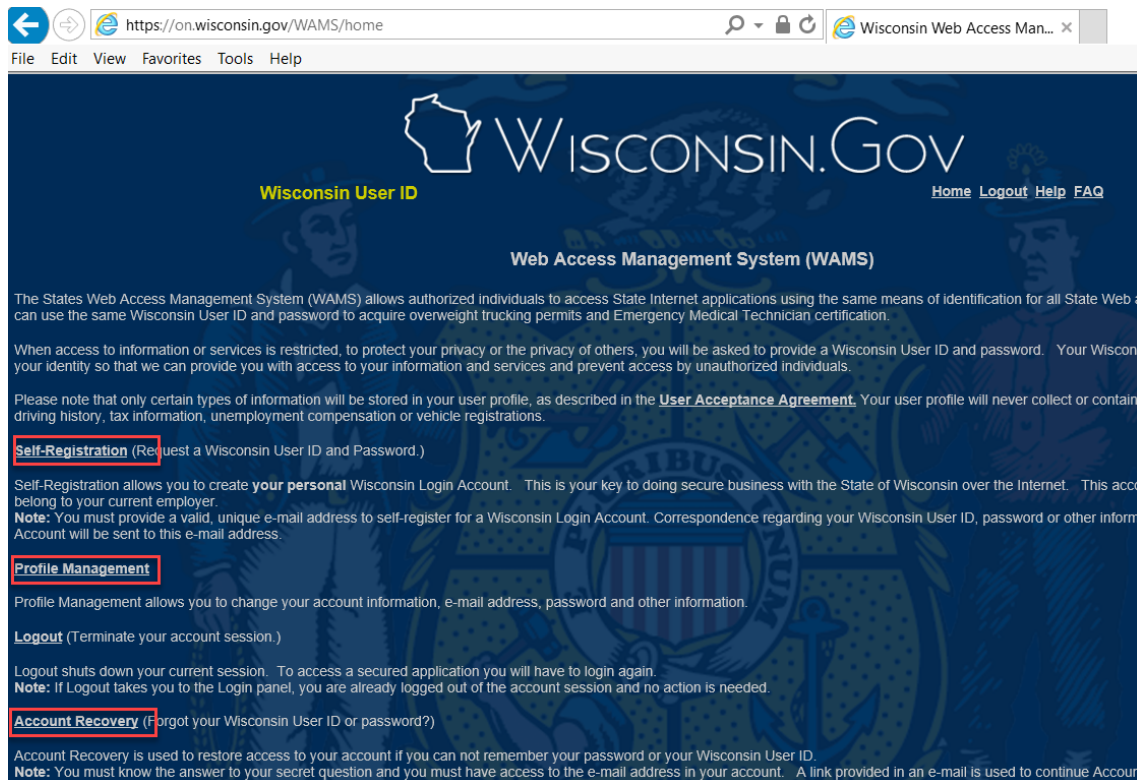 https://on.wisconsin.gov/WAMS/home
Wisconsin Web Access Man...
File Edit View Favorites Tools Help
WISCONSIN.GOV
Wisconsin User ID
Home Logout Help FAQ
Web Access Management System (WAMS)
The States Web Access Management System (WAMS) allows authorized individuals to access State Internet applications using the same means of identification for all State Web
can use the same Wisconsin User ID and password to acquire overweight trucking permits and Emergency Medical Technician certification.
When access to information or services is restricted, to protect your privacy or the privacy of others, you will be asked to provide a Wisconsin User ID and password. Your Wiscon
your identity so that we can provide you with access to your information and services and prevent access by unauthorized individuals.
Please note that only certain types of information will be stored in your user profile, as described in the User Acceptance Agreement. Your user profile will never collect or contain
driving history, tax information, unemployment compensation or vehicle registrations.
Self-Registration (Request a Wisconsin User ID and Password.)
Self-Registration allows you to create your personal Wisconsin Login Account. This is your key to doing secure business with the State of Wisconsin over the Internet. This acco
belong to your current employer.
Note: You must provide a valid, unique e-mail address to self-register for a Wisconsin Login Account. Correspondence regarding your Wisconsin User ID, password or other inform
Account will be sent to this e-mail address.
Profile Management
Profile Management allows you to change your account information, e-mail address, password and other information.
Logout (Terminate your account session.)
Logout shuts down your current session. To access a secured application you will have to login again.
Note: If Logout takes you to the Login panel, you are already logged out of the account session and no action is needed.
Account Recovery (Forgot your Wisconsin User ID or password?)
Account Recovery is used to restore access to your account if you can not remember your password or your Wisconsin User ID.
Note: You must know the answer to your secret question and you must have access to the e-mail address in your account. A link provided in an e-mail is used to continue Accoun